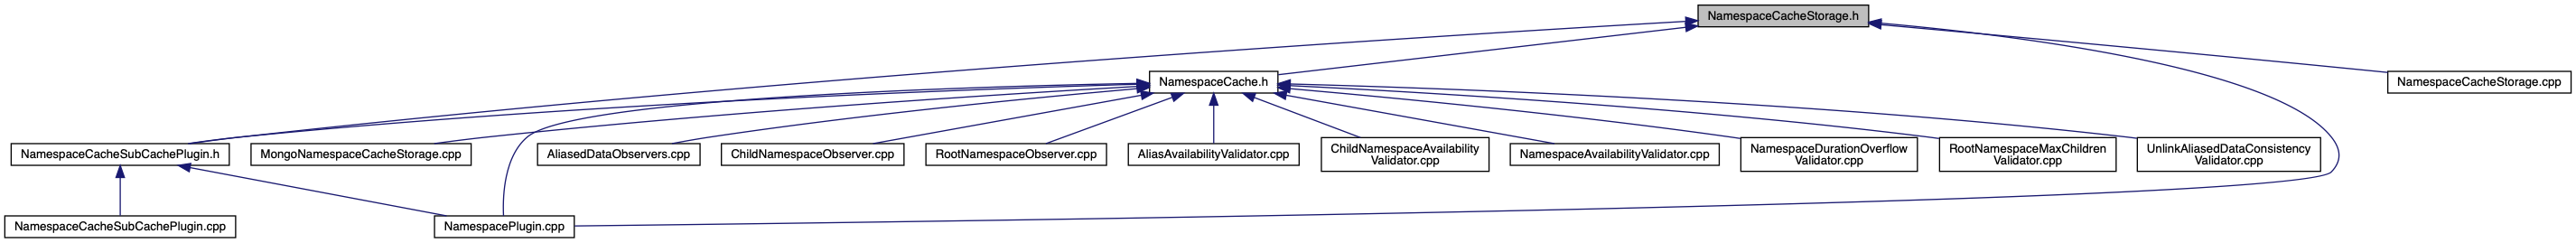 NamespaceCacheStorage.h
NamespaceCache.h
NamespaceCacheStorage.cpp
NamespaceCacheSubCachePlugin.h
MongoNamespaceCacheStorage.cpp
AliasedDataObservers.cpp
ChildNamespaceObserver.cpp
RootNamespaceObserver.cpp
AliasAvailabilityValidator.cpp
ChildNamespaceAvailability
Validator.cpp
NamespaceAvailabilityValidator.cpp
NamespaceDurationOverflow
Validator.cpp
RootNamespaceMaxChildren
Validator.cpp
UnlinkAliasedDataConsistency
Validator.cpp
NamespaceCacheSubCachePlugin.cpp
NamespacePlugin.cpp